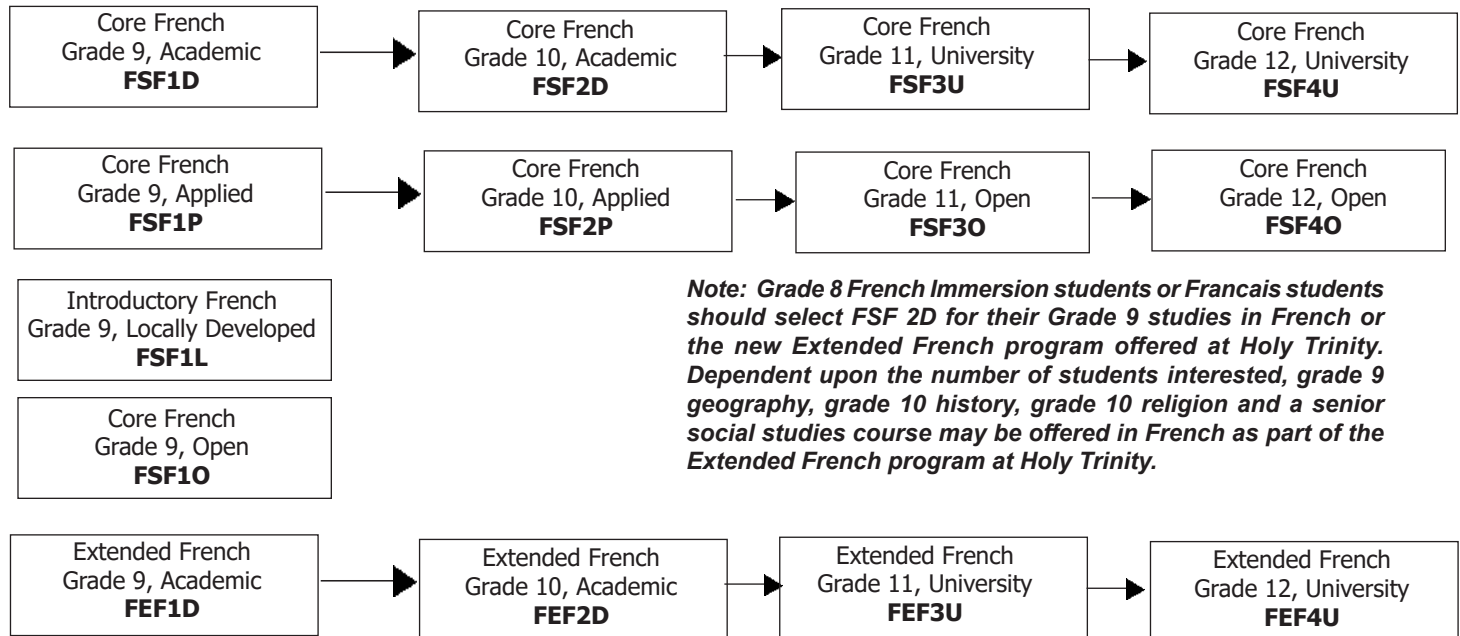 Core French
Grade 9, Academic
FSF1D
Core French
Grade 10, Academic
FSF2D
Core French
Grade 11, University
FSF3U
Core French
Grade 12, University
FSF4U
Core French
Grade 9, Applied
FSF1P
Core French
Grade 10, Applied
FSF2P
Core French
Grade 11, Open
FSF3O
Core French
Grade 12, Open
FSF4O
Introductory French
Grade 9, Locally Developed
FSF1L
Core French
Grade 9, Open
FSF1O
Note: Grade 8 French Immersion students or Francais students
should select FSF 2D for their Grade 9 studies in French or
the new Extended French program offered at Holy Trinity.
Dependent upon the number of students interested, grade 9
geography, grade 10 history, grade 10 religion and a senior
social studies course may be offered in French as part of the
Extended French program at Holy Trinity.
Extended French
Grade 9, Academic
FEF1D
Extended French
Grade 10, Academic
FEF2D
Extended French
Grade 11, University
FEF3U
Extended French
Grade 12, University
FEF4U